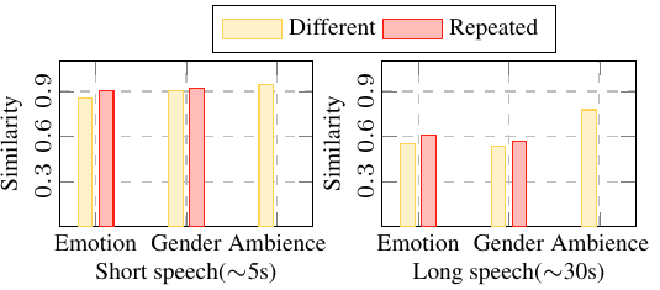 Different Repeated
Similarity
0.9
0.6
0.3
Emotion Gender Ambience
Short speech(∼5s)
Similarity
0.9
0.6
0.3
Emotion Gender Ambience
Long speech(∼30s)